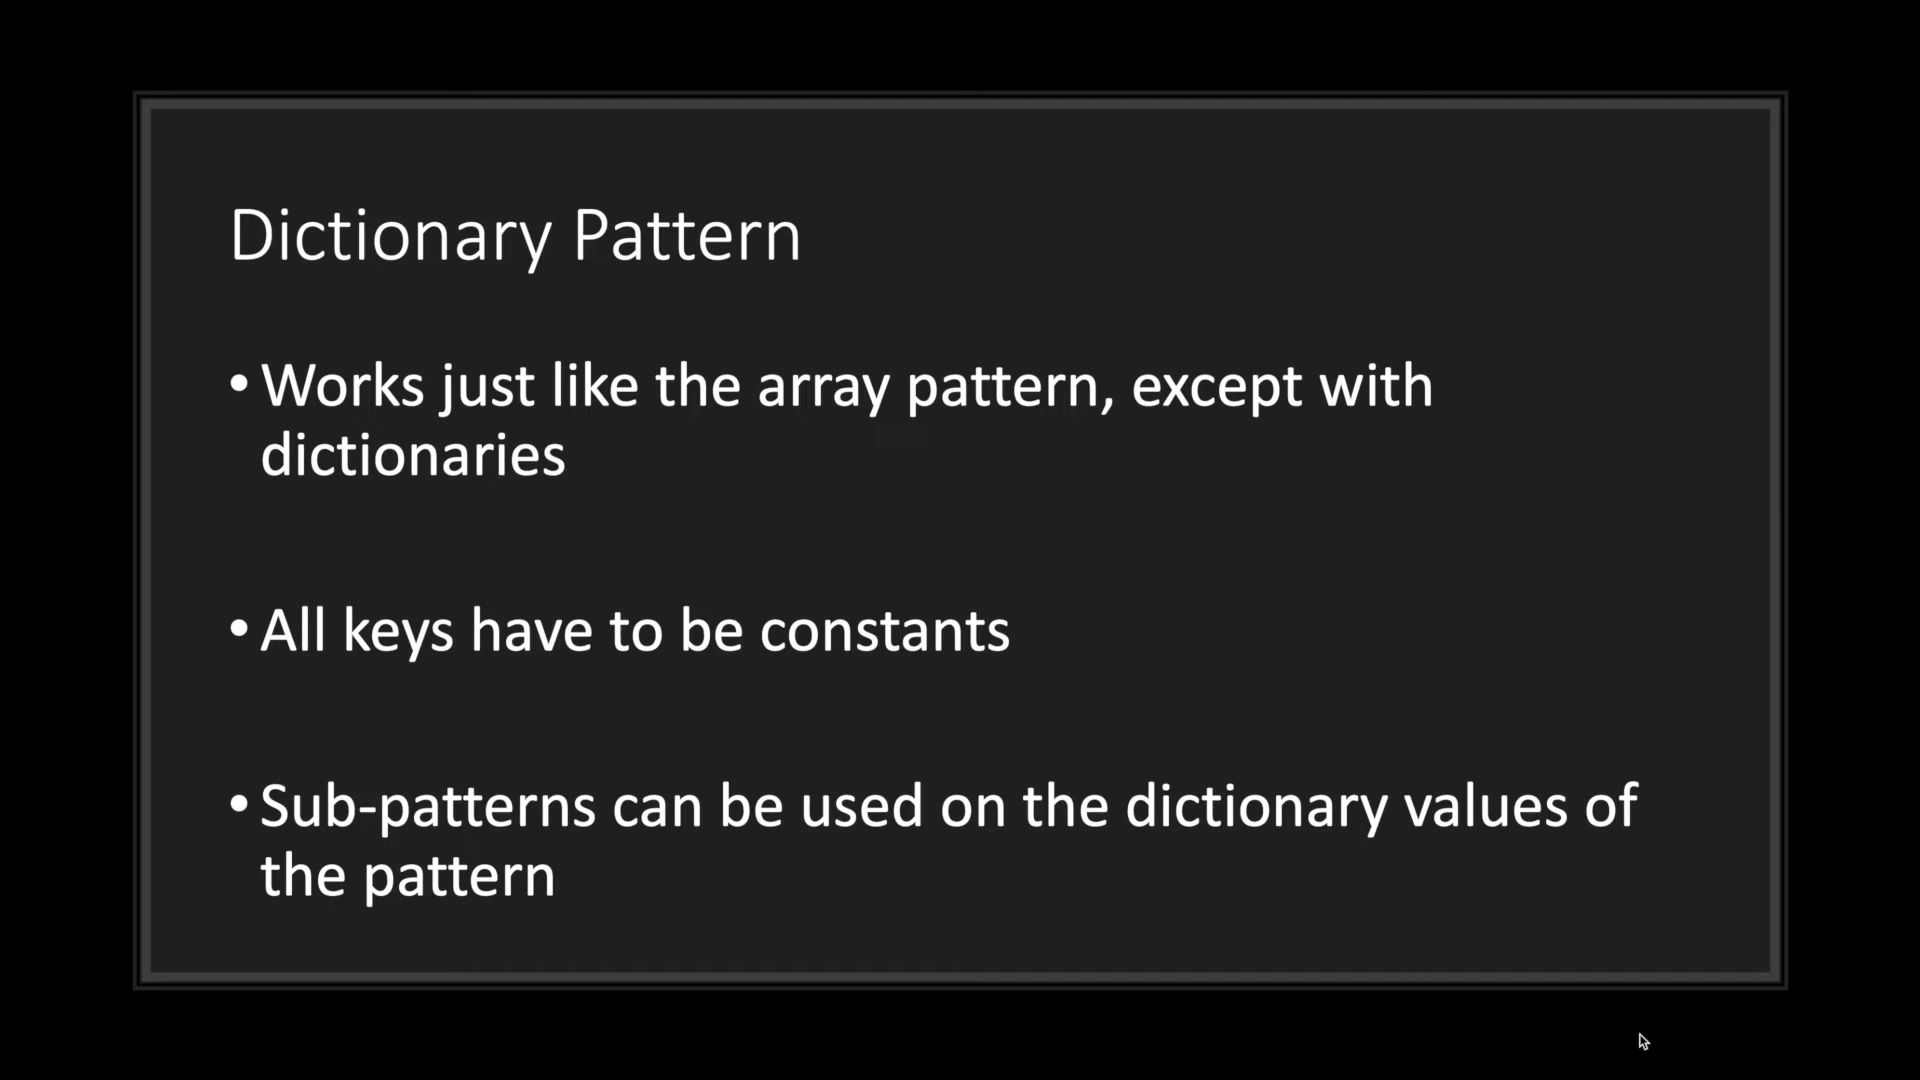 Dictionary Pattern
• Works just like the array pattern, except with
dictionaries
• All keys have to be constants
• Sub-patterns can be used on the dictionary values of
the pattern